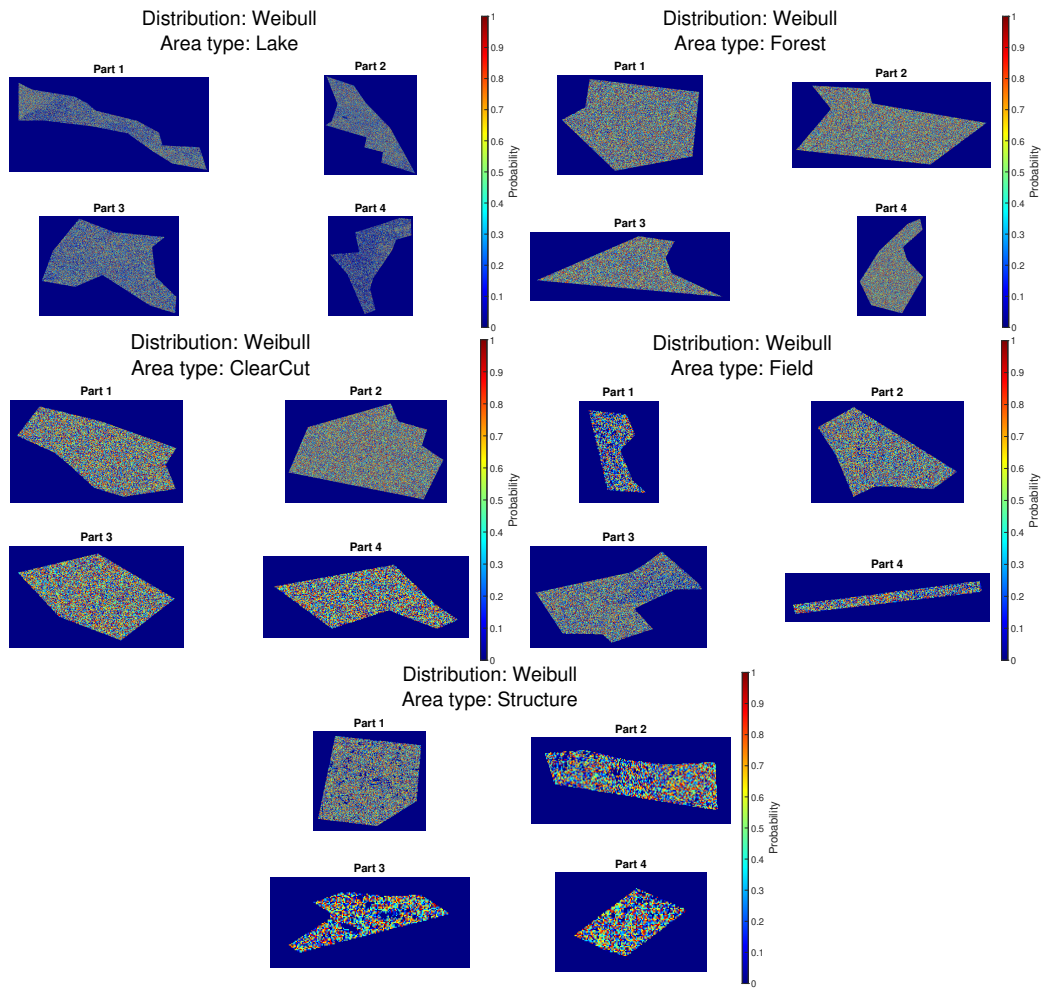 Distribution: Weibull
Area type: Lake
Part 1
Part 2
Part 3
Part 4
1
0.9
0.8
0.7
0.6
0.5
0.4
0.3
0.2
0.1
0
Probability
Distribution: Weibull
Area type: Forest
Part 1
Part 2
Part 3
Part 4
1
0.9
0.8
0.7
0.6
0.5
0.4
0.3
0.2
0.1
0
Probability
Distribution: Weibull
Area type: ClearCut
Part 1
Part 2
Part 3
Part 4
1
0.9
0.8
0.7
0.6
0.5
0.4
0.3
0.2
0.1
0
Probability
Distribution: Weibull
Area type: Field
Part 1
Part 2
Part 3
Part 4
1
0.9
0.8
0.7
0.6
0.5
0.4
0.3
0.2
0.1
0
Probability
Distribution: Weibull
Area type: Structure
Part 1
Part 2
Part 3
Part 4
1
0.9
0.8
0.7
0.6
0.5
0.4
0.3
0.2
0.1
0
Probability